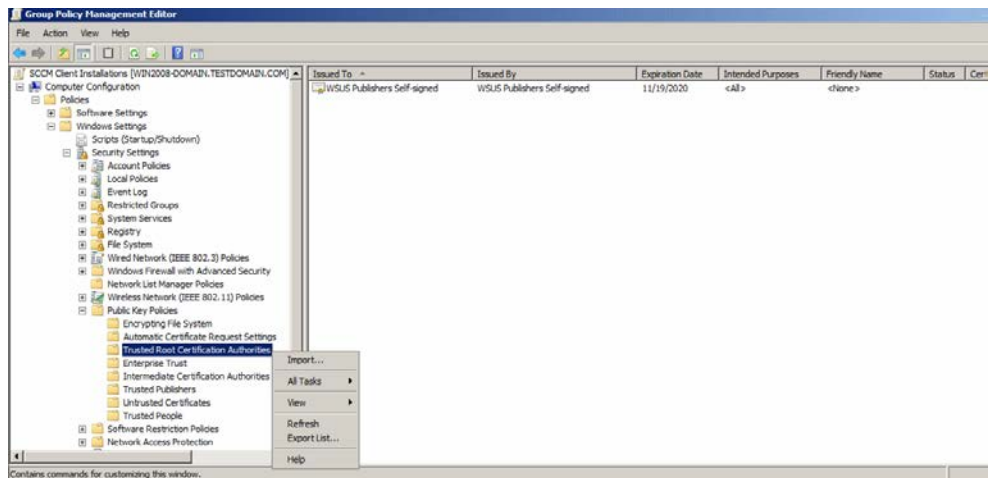 Group Policy Management Editor
File Action View Help
SCCM Client Installations [WIN2008-DOMAIN.TESTDOMAIN.COM]
Computer Configuration
Policies
Software Settings
Windows Settings
Scripts (Startup/Shutdown)
Security Settings
Account Policies
Local Policies
Event Log
Restricted Groups
System Services
Registry
File System
Wired Network (IEEE 802.3) Policies
Windows Firewall with Advanced Security
Network List Manager Policies
Wireless Network (IEEE 802.11) Policies
Public Key Policies
Encrypting File System
Automatic Certificate Request Settings
Trusted Root Certification Authorities
Enterprise Trust
Intermediate Certification Authorities
Trusted Publishers
Untrusted Certificates
Trusted People
Software Restriction Policies
Network Access Protection
Issued To Issued By Expiration Date Intended Purposes Friendly Name Status
WSUS Publishers Self-signed WSUS Publishers Self-signed 11/19/2020 <All> <None>
Import...
All Tasks
View
Refresh
Export List...
Help
Contains commands for customizing this window.